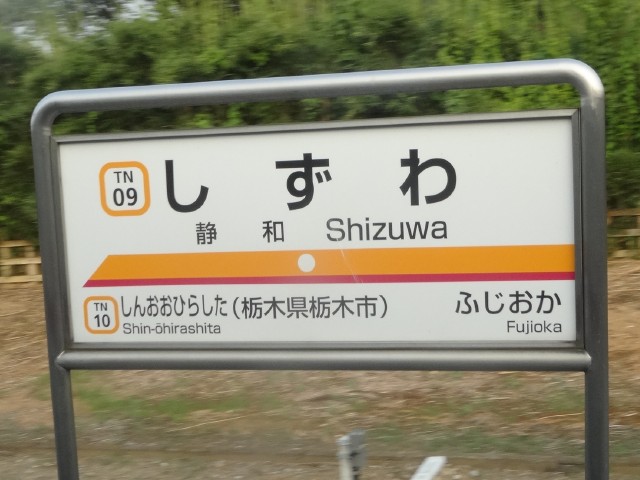 TN
09
しずわ
静和 Shizuwa
TN
10
しんおおひらした (栃木県栃木市) ふじおか
Shin-ōhirashita Fujioka